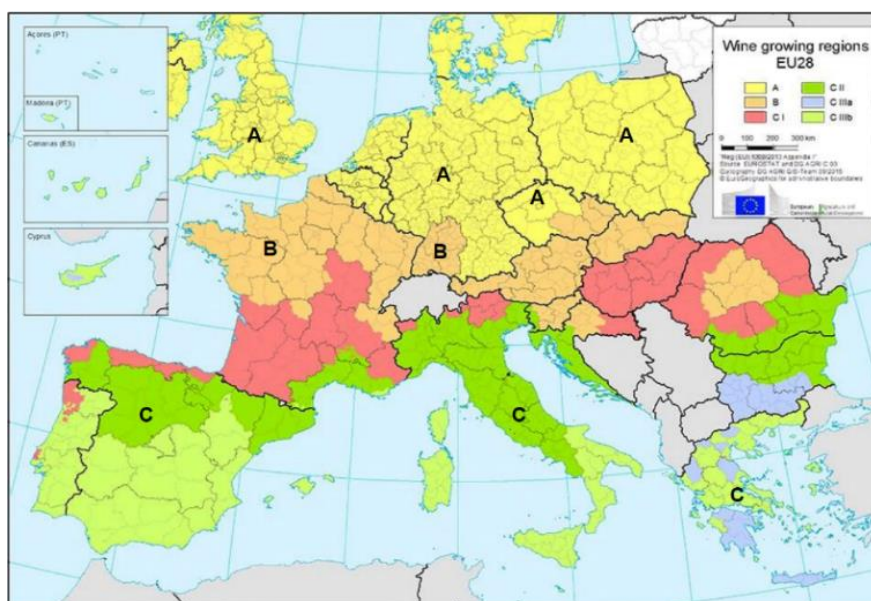 Açores (PT)
Madeira (PT)
Canarias (ES)
Cyprus
Wine growing regions
EU28
A
B
C I
C II
C IIIa
C IIIb
0 100 200 300 km
A
A
A
A
B
B
C
C
C